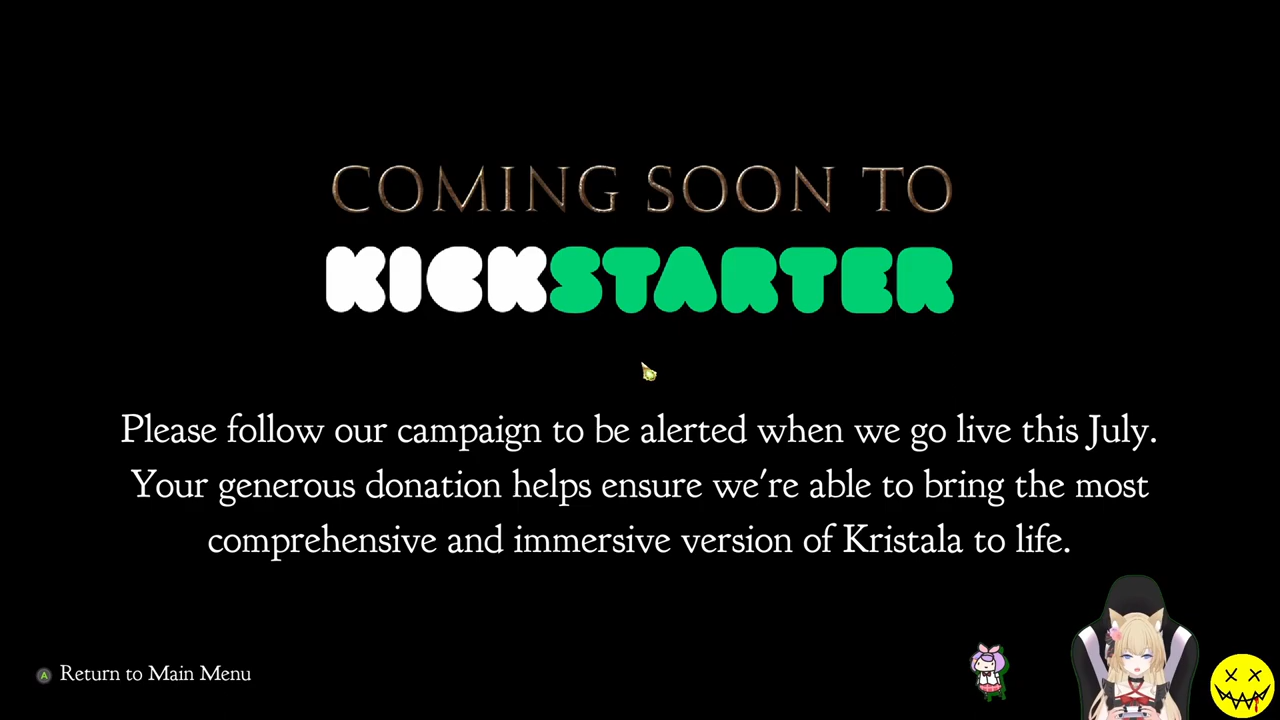 COMING SOON TO
KICKSTARTER
Please follow our campaign to be alerted when we go live this July.
Your generous donation helps ensure we're able to bring the most
comprehensive and immersive version of Kristala to life.
A Return to Main Menu